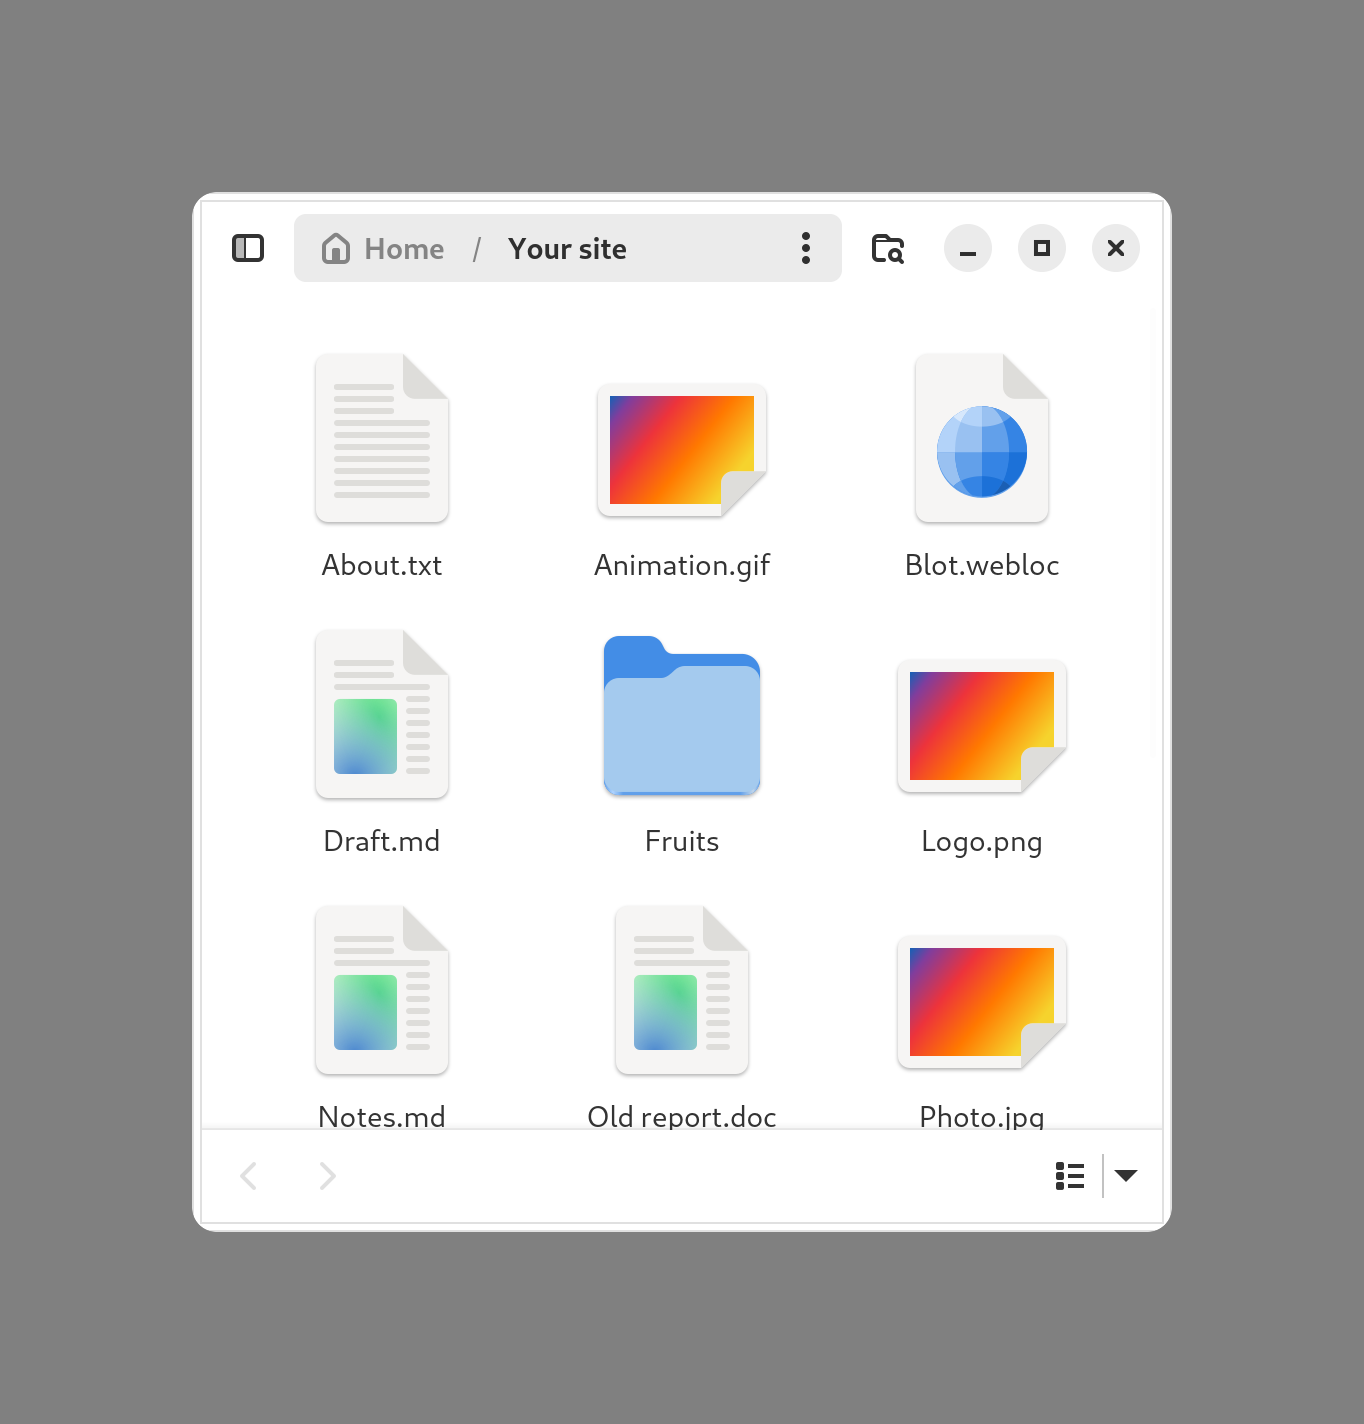 Home / Your site
About.txt
Animation.gif
Blot.webloc
Draft.md
Fruits
Logo.png
Notes.md
Old report.doc
Photo.jpg